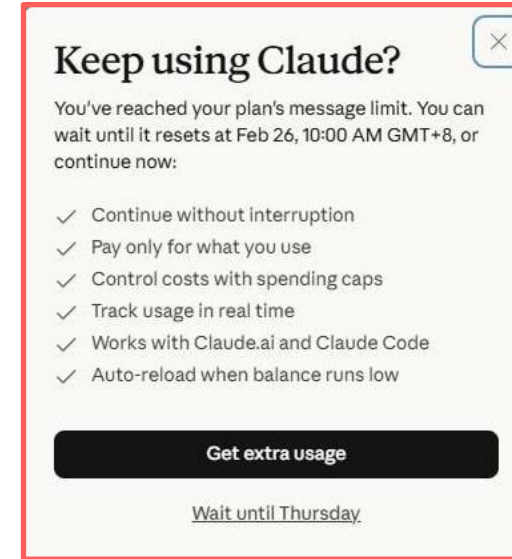 Keep using Claude?
You've reached your plan's message limit. You can
wait until it resets at Feb 26, 10:00 AM GMT+8, or
continue now:
Continue without interruption
Pay only for what you use
Control costs with spending caps
Track usage in real time
Works with Claude.ai and Claude Code
Auto-reload when balance runs low
Get extra usage
Wait until Thursday